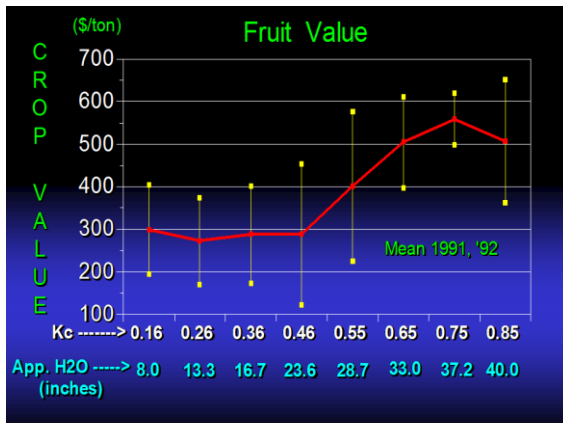 ($/ton)
Fruit Value
CROP VALUE
700
600
500
400
300
200
100
Mean 1991, '92
Kc -------> 0.16 0.26 0.36 0.46 0.55 0.65 0.75 0.85
App. H2O -----> 8.0 13.3 16.7 23.6 28.7 33.0 37.2 40.0
(inches)